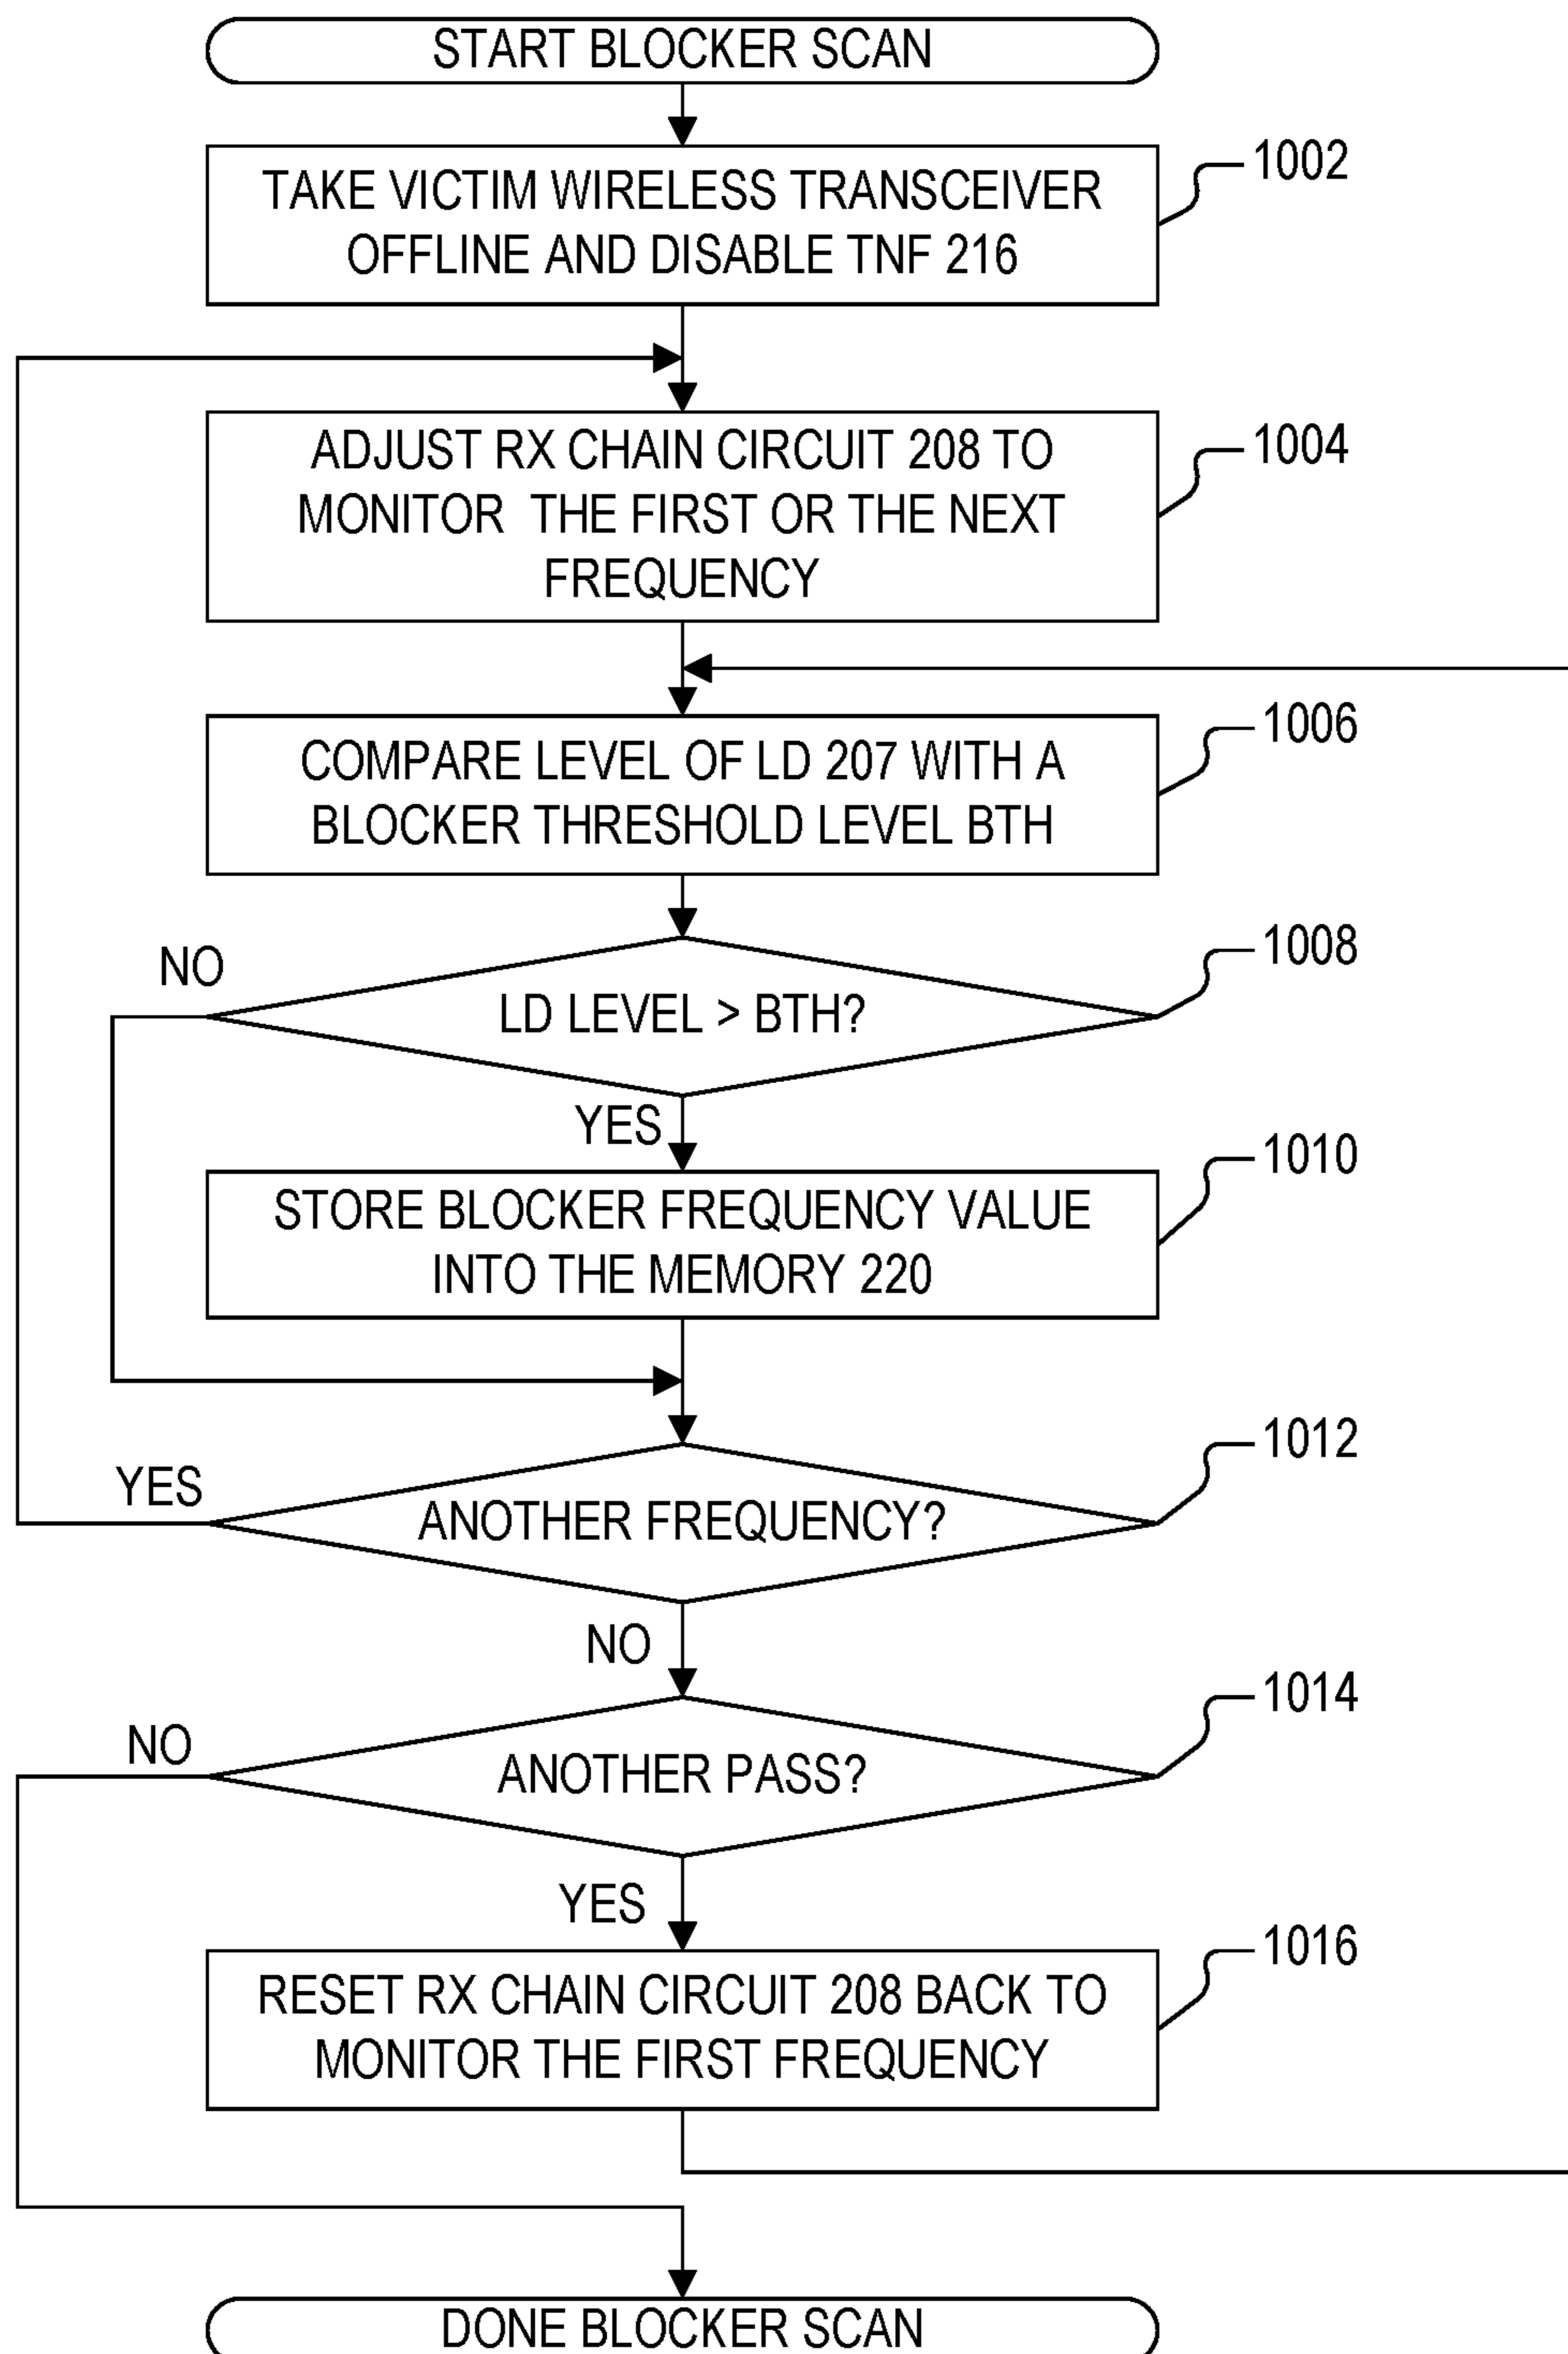 START BLOCKER SCAN
1002
TAKE VICTIM WIRELESS TRANSCEIVER
OFFLINE AND DISABLE TNF 216
1004
ADJUST RX CHAIN CIRCUIT 208 TO
MONITOR THE FIRST OR THE NEXT
FREQUENCY
1006
COMPARE LEVEL OF LD 207 WITH A
BLOCKER THRESHOLD LEVEL BTH
1008
NO
LD LEVEL > BTH?
YES
1010
STORE BLOCKER FREQUENCY VALUE
INTO THE MEMORY 220
1012
YES
ANOTHER FREQUENCY?
NO
1014
NO
ANOTHER PASS?
YES
1016
RESET RX CHAIN CIRCUIT 208 BACK TO
MONITOR THE FIRST FREQUENCY
DONE BLOCKER SCAN